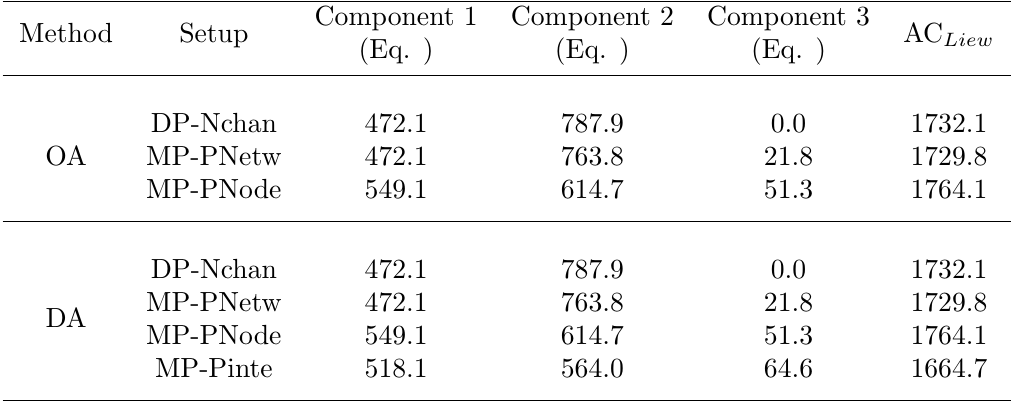 Method Setup Component 1 (Eq. ) Component 2 (Eq. ) Component 3 (Eq. ) AC_Liew
OA
DP-Nchan 472.1 787.9 0.0 1732.1
MP-PNetw 472.1 763.8 21.8 1729.8
MP-PNode 549.1 614.7 51.3 1764.1
DA
DP-Nchan 472.1 787.9 0.0 1732.1
MP-PNetw 472.1 763.8 21.8 1729.8
MP-PNode 549.1 614.7 51.3 1764.1
MP-Pinte 518.1 564.0 64.6 1664.7